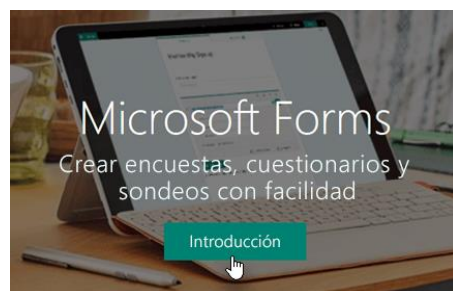 Microsoft Forms
Crear encuestas, cuestionarios y
sondeos con facilidad
Introducción